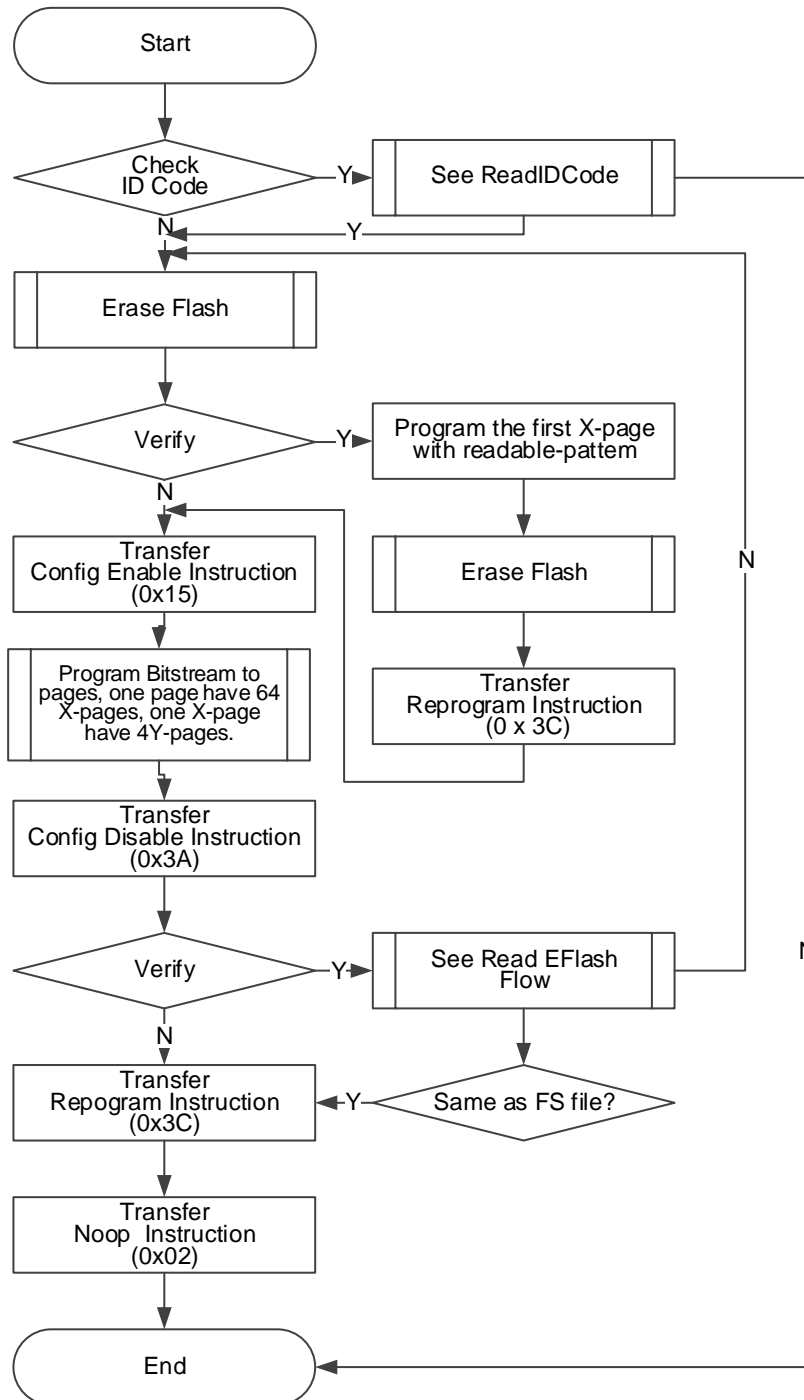 Start
Check
ID Code
Y
See ReadIDCode
N
Y
Erase Flash
Verify
Y
Program the first X-page
with readable-pattem
N
Transfer
Config Enable Instruction
(0x15)
Erase Flash
N
Program Bitstream to
pages, one page have 64
X-pages, one X-page
have 4Y-pages.
Transfer
Reprogram Instruction
(0 x 3C)
Transfer
Config Disable Instruction
(0x3A)
Verify
Y
See Read EFlash
Flow
N
N
Transfer
Repogram Instruction
(0x3C)
Y
Same as FS file?
Transfer
Noop Instruction
(0x02)
End